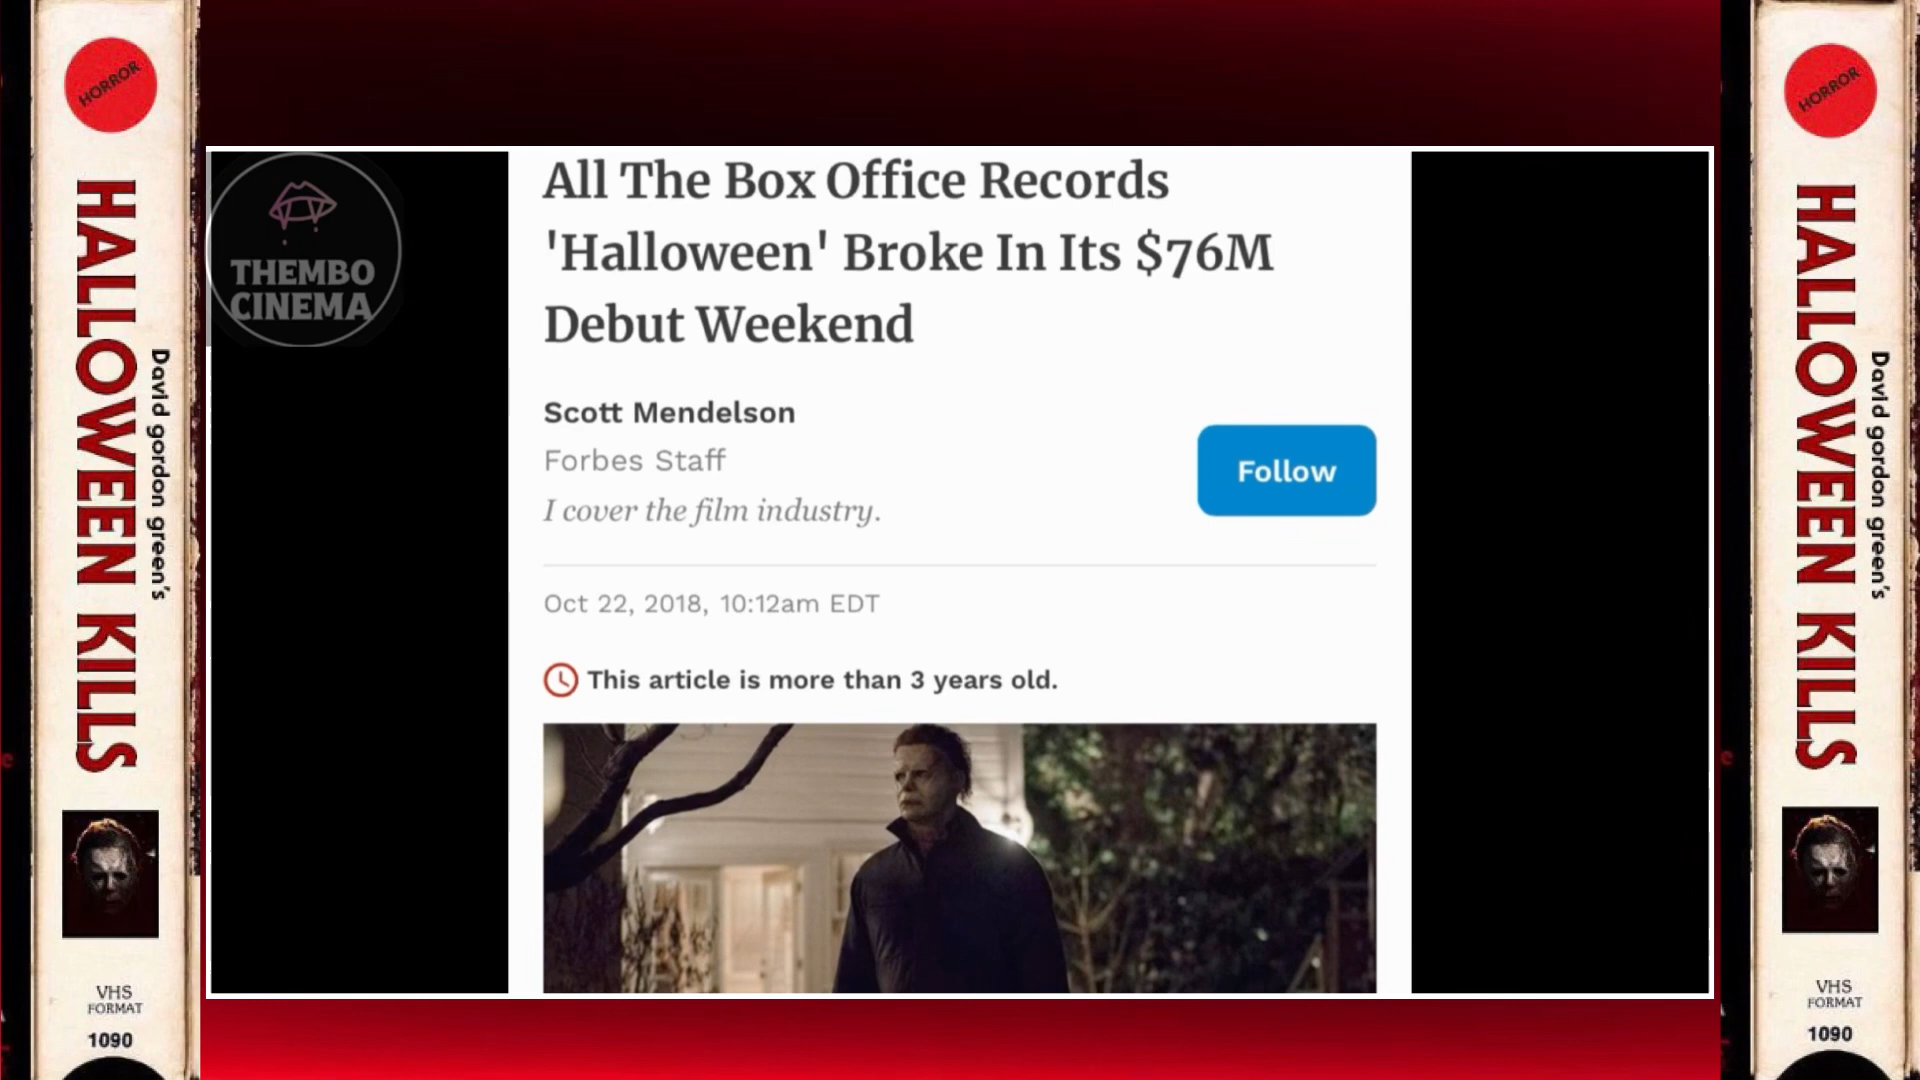 HORROR
HALLOWEEN KILLS
David gordon green's
VHS
FORMAT
1090
THEMBO
CINEMA
All The Box Office Records
'Halloween' Broke In Its $76M
Debut Weekend
Scott Mendelson
Forbes Staff
I cover the film industry.
Follow
Oct 22, 2018, 10:12am EDT
This article is more than 3 years old.
HORROR
HALLOWEEN KILLS
David gordon green's
VHS
FORMAT
1090